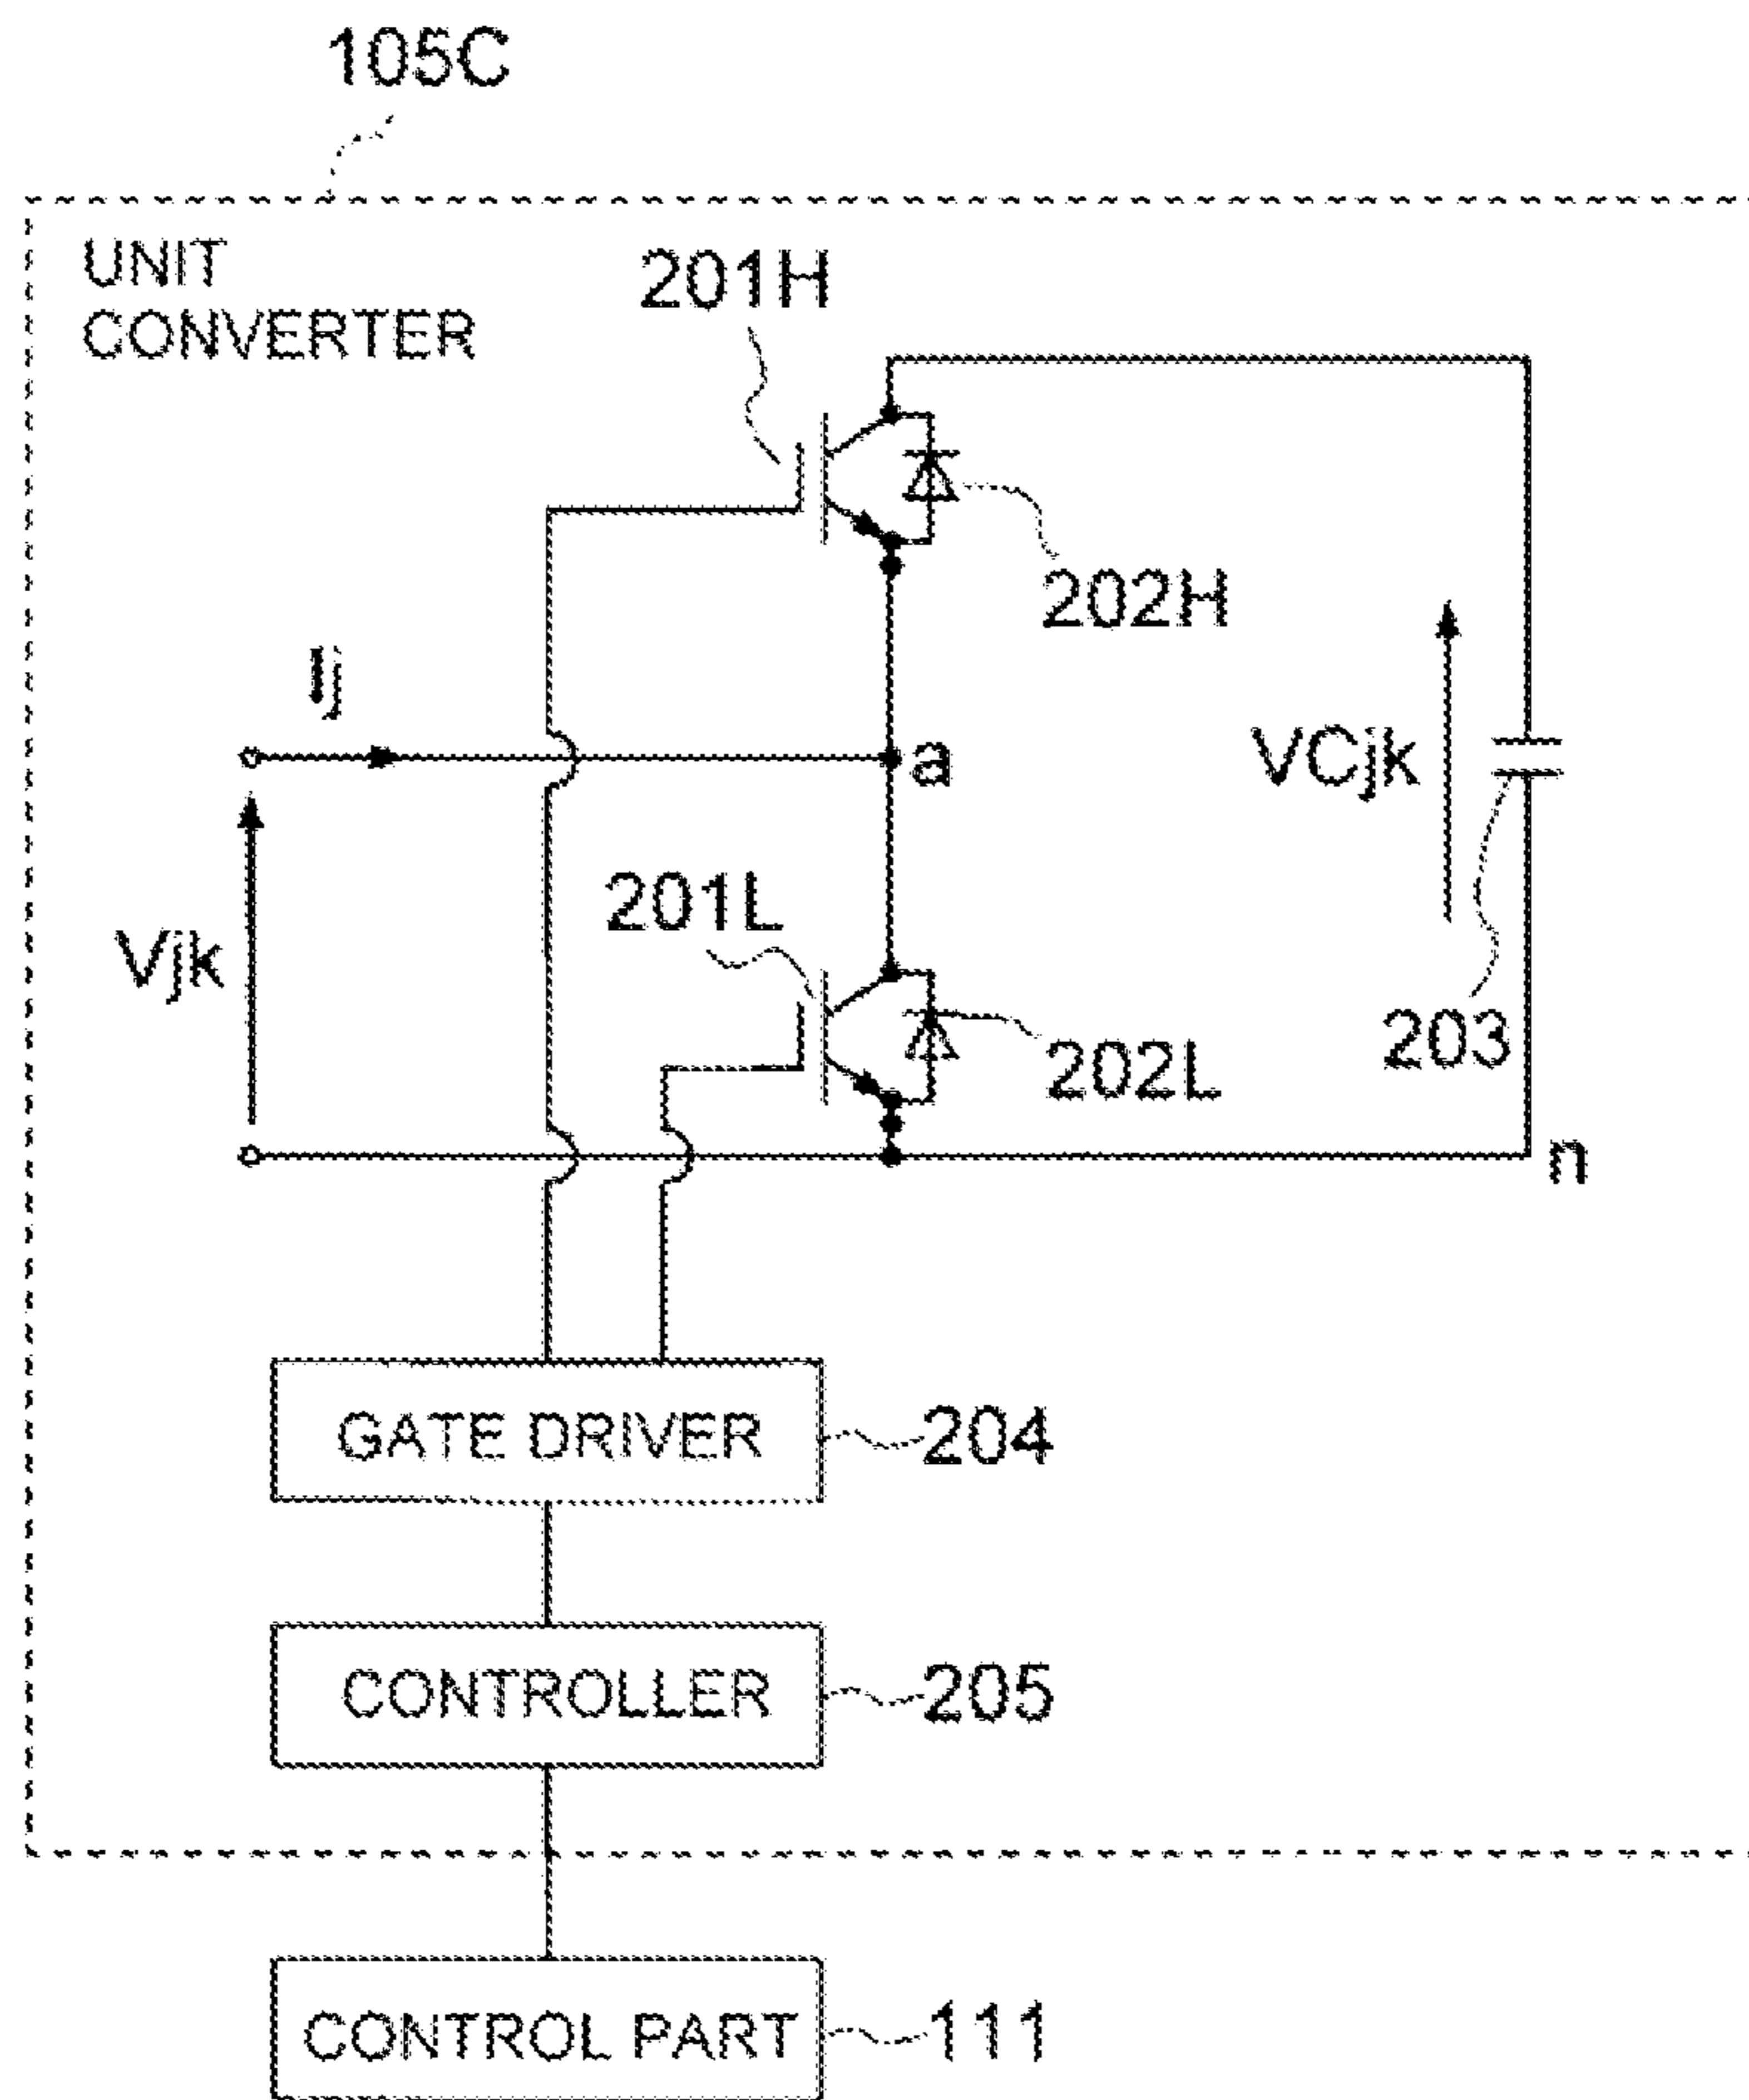 105C
UNIT
CONVERTER
201H
202H
Ij
a
VCjk
201L
Vjk
203
202L
n
GATE DRIVER
204
CONTROLLER
205
CONTROL PART
111